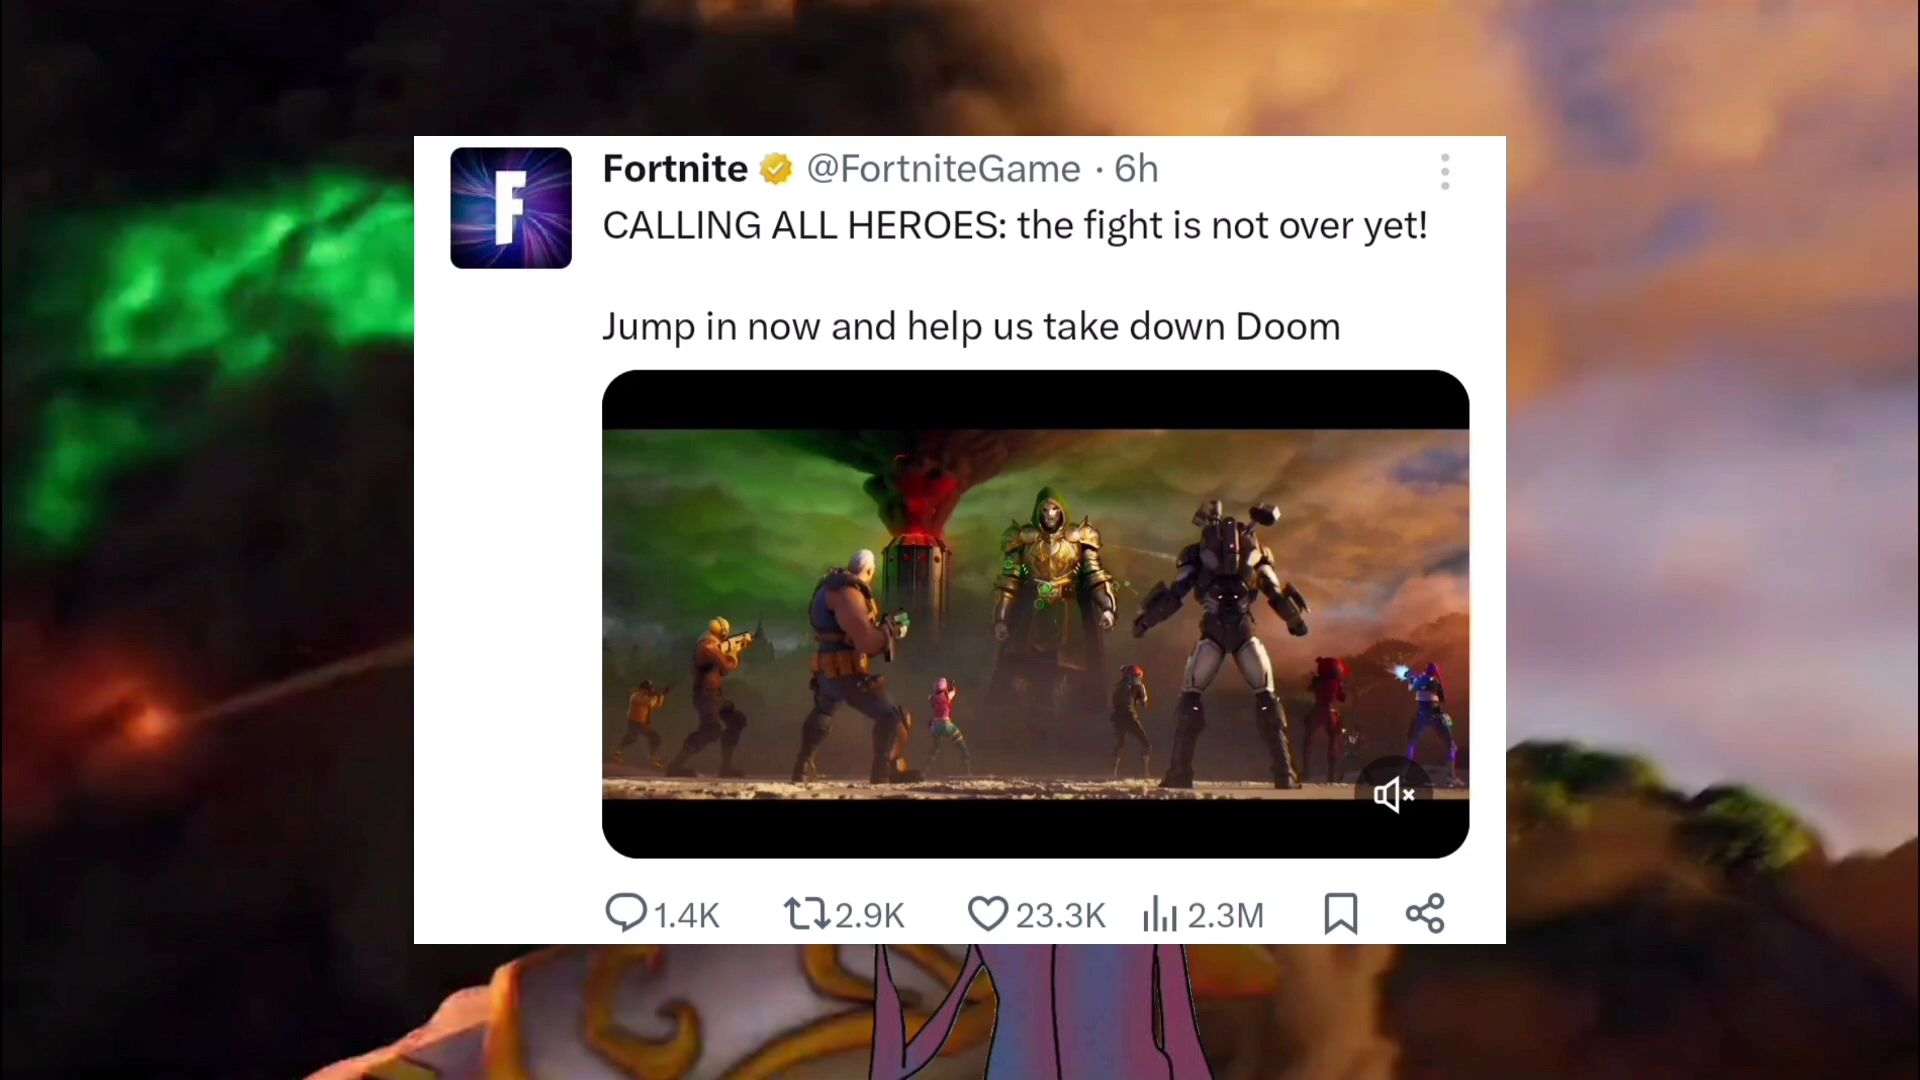 F
Fortnite @FortniteGame · 6h
CALLING ALL HEROES: the fight is not over yet!
Jump in now and help us take down Doom
1.4K 2.9K 23.3K 2.3M